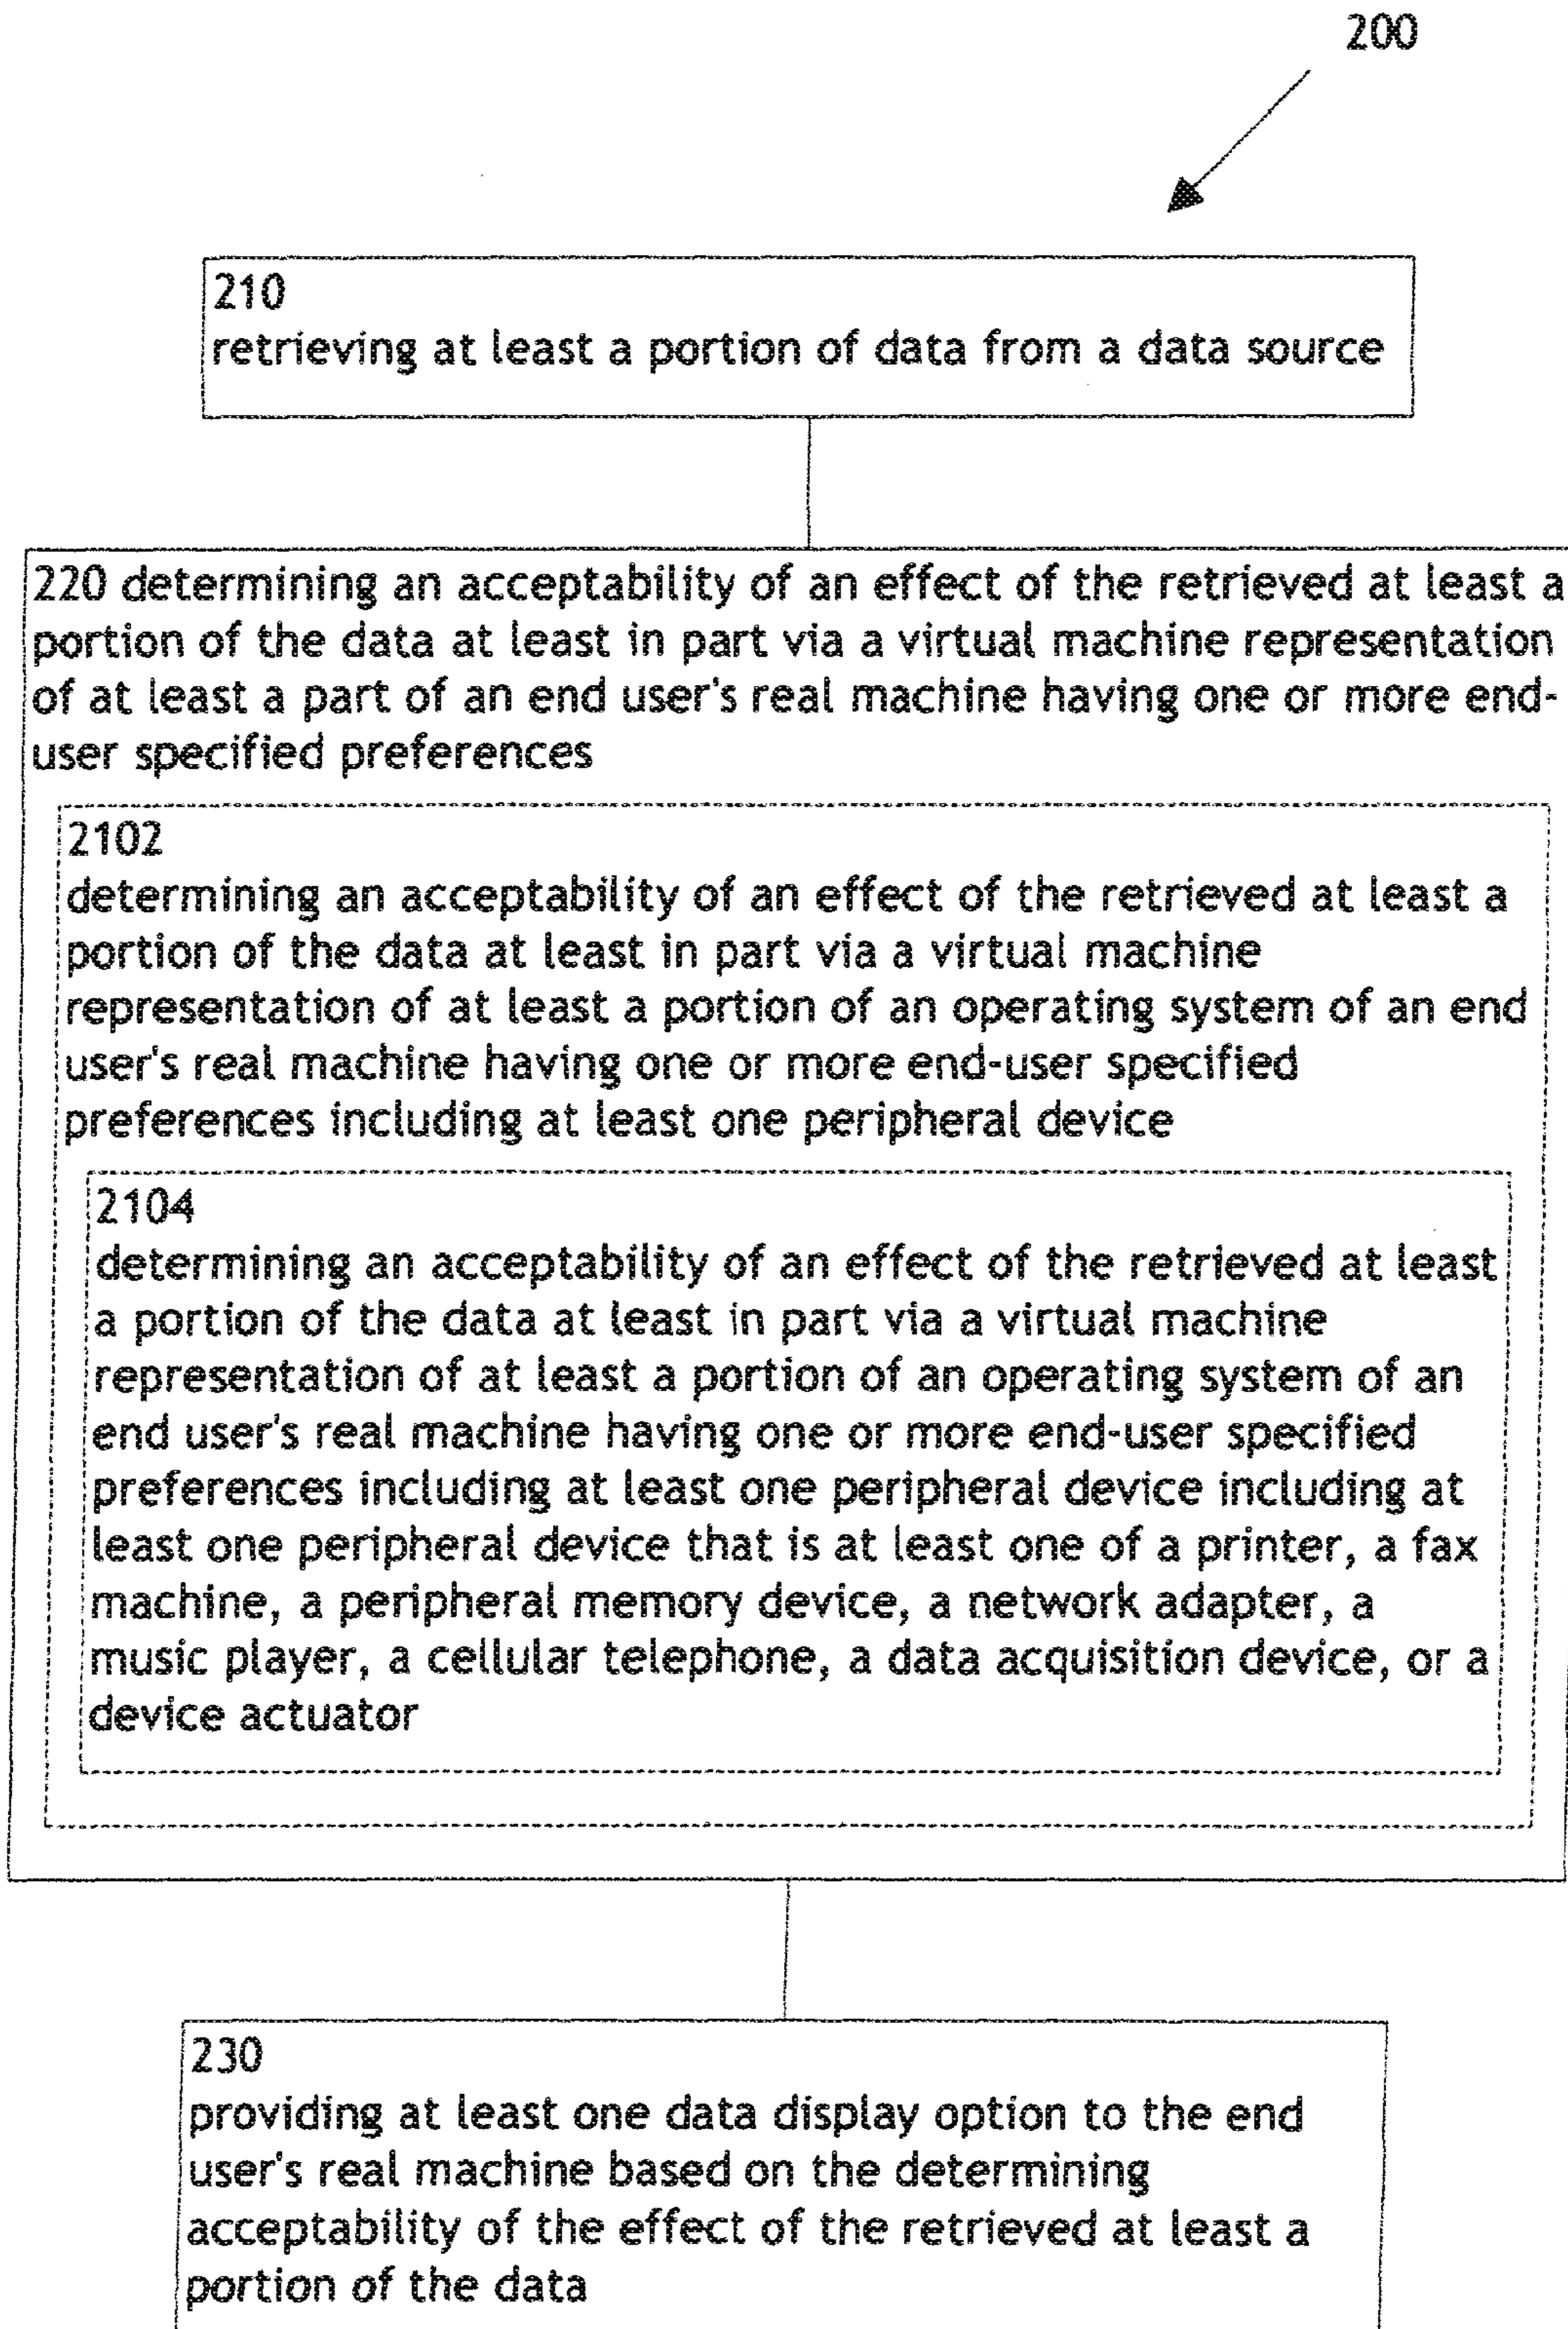 200
210
retrieving at least a portion of data from a data source
220 determining an acceptability of an effect of the retrieved at least a
portion of the data at least in part via a virtual machine representation
of at least a part of an end user's real machine having one or more end-
user specified preferences
2102
determining an acceptability of an effect of the retrieved at least a
portion of the data at least in part via a virtual machine
representation of at least a portion of an operating system of an end
user's real machine having one or more end-user specified
preferences including at least one peripheral device
2104
determining an acceptability of an effect of the retrieved at least
a portion of the data at least in part via a virtual machine
representation of at least a portion of an operating system of an
end user's real machine having one or more end-user specified
preferences including at least one peripheral device including at
least one peripheral device that is at least one of a printer, a fax
machine, a peripheral memory device, a network adapter, a
music player, a cellular telephone, a data acquisition device, or a
device actuator
230
providing at least one data display option to the end
user's real machine based on the determining
acceptability of the effect of the retrieved at least a
portion of the data